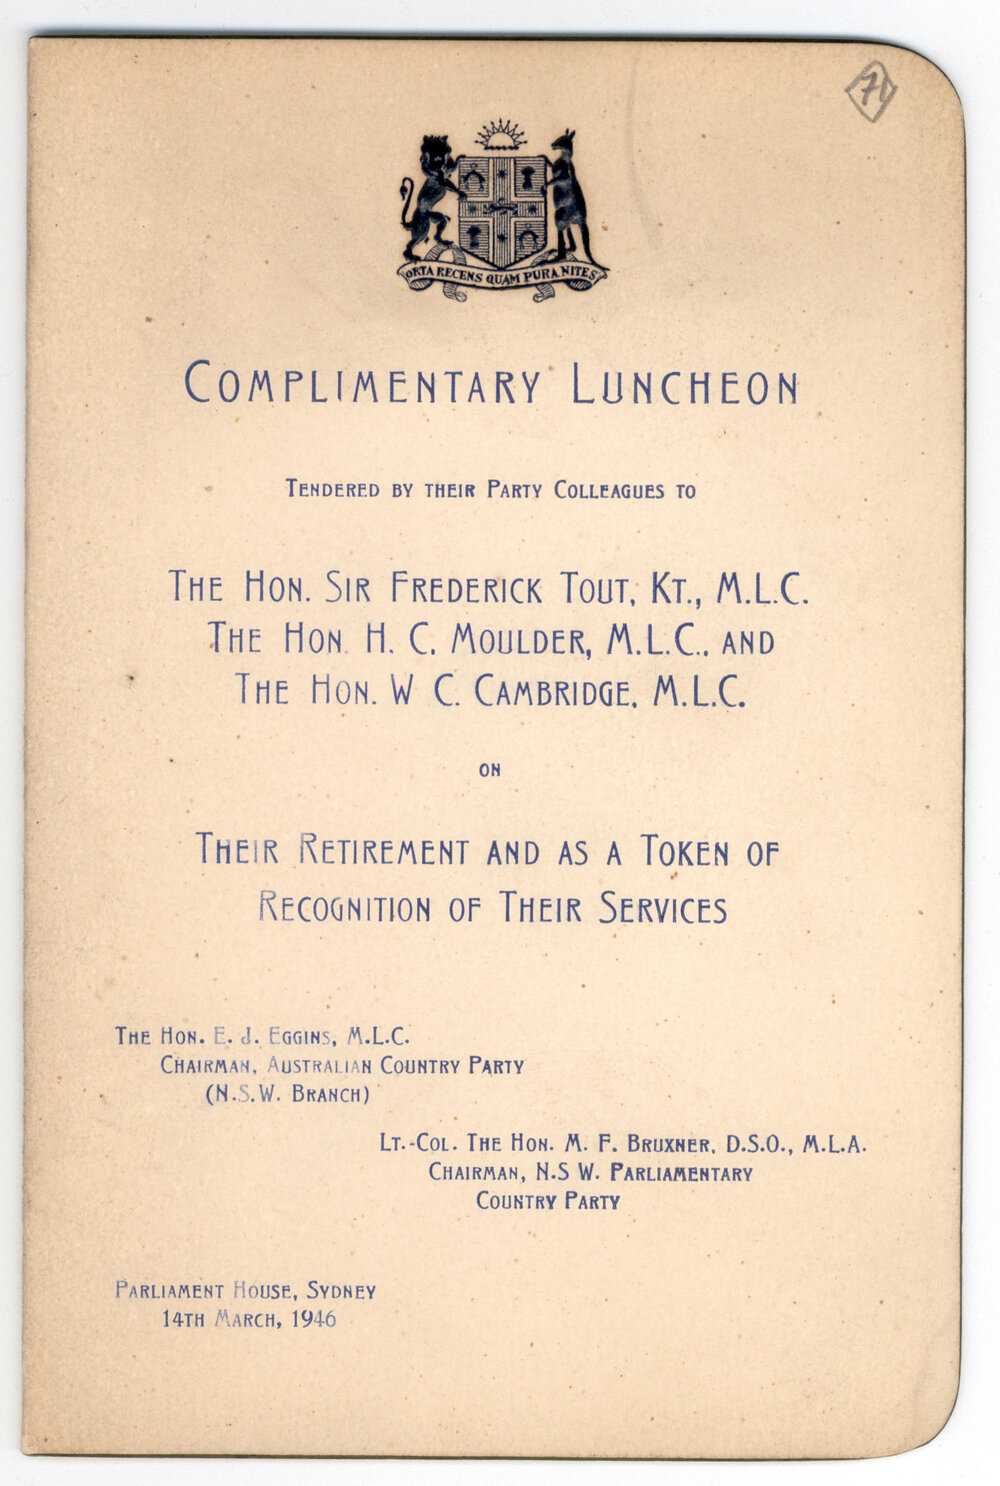 71
ORTA RECENS QUAM PURA NITES
COMPLIMENTARY LUNCHEON
TENDERED BY THEIR PARTY COLLEAGUES TO
THE HON. SIR FREDERICK TOUT, KT., M.L.C.
THE HON. H. C. MOULDER, M.L.C., AND
THE HON. W C. CAMBRIDGE, M.L.C.
ON
THEIR RETIREMENT AND AS A TOKEN OF
RECOGNITION OF THEIR SERVICES
THE HON. E. J. EGGINS, M.L.C.
CHAIRMAN, AUSTRALIAN COUNTRY PARTY
(N.S.W. BRANCH)
LT.-COL. THE HON. M. F. BRUXNER, D.S.O., M.L.A.
CHAIRMAN, N.S W. PARLIAMENTARY
COUNTRY PARTY
PARLIAMENT HOUSE, SYDNEY
14TH MARCH, 1946